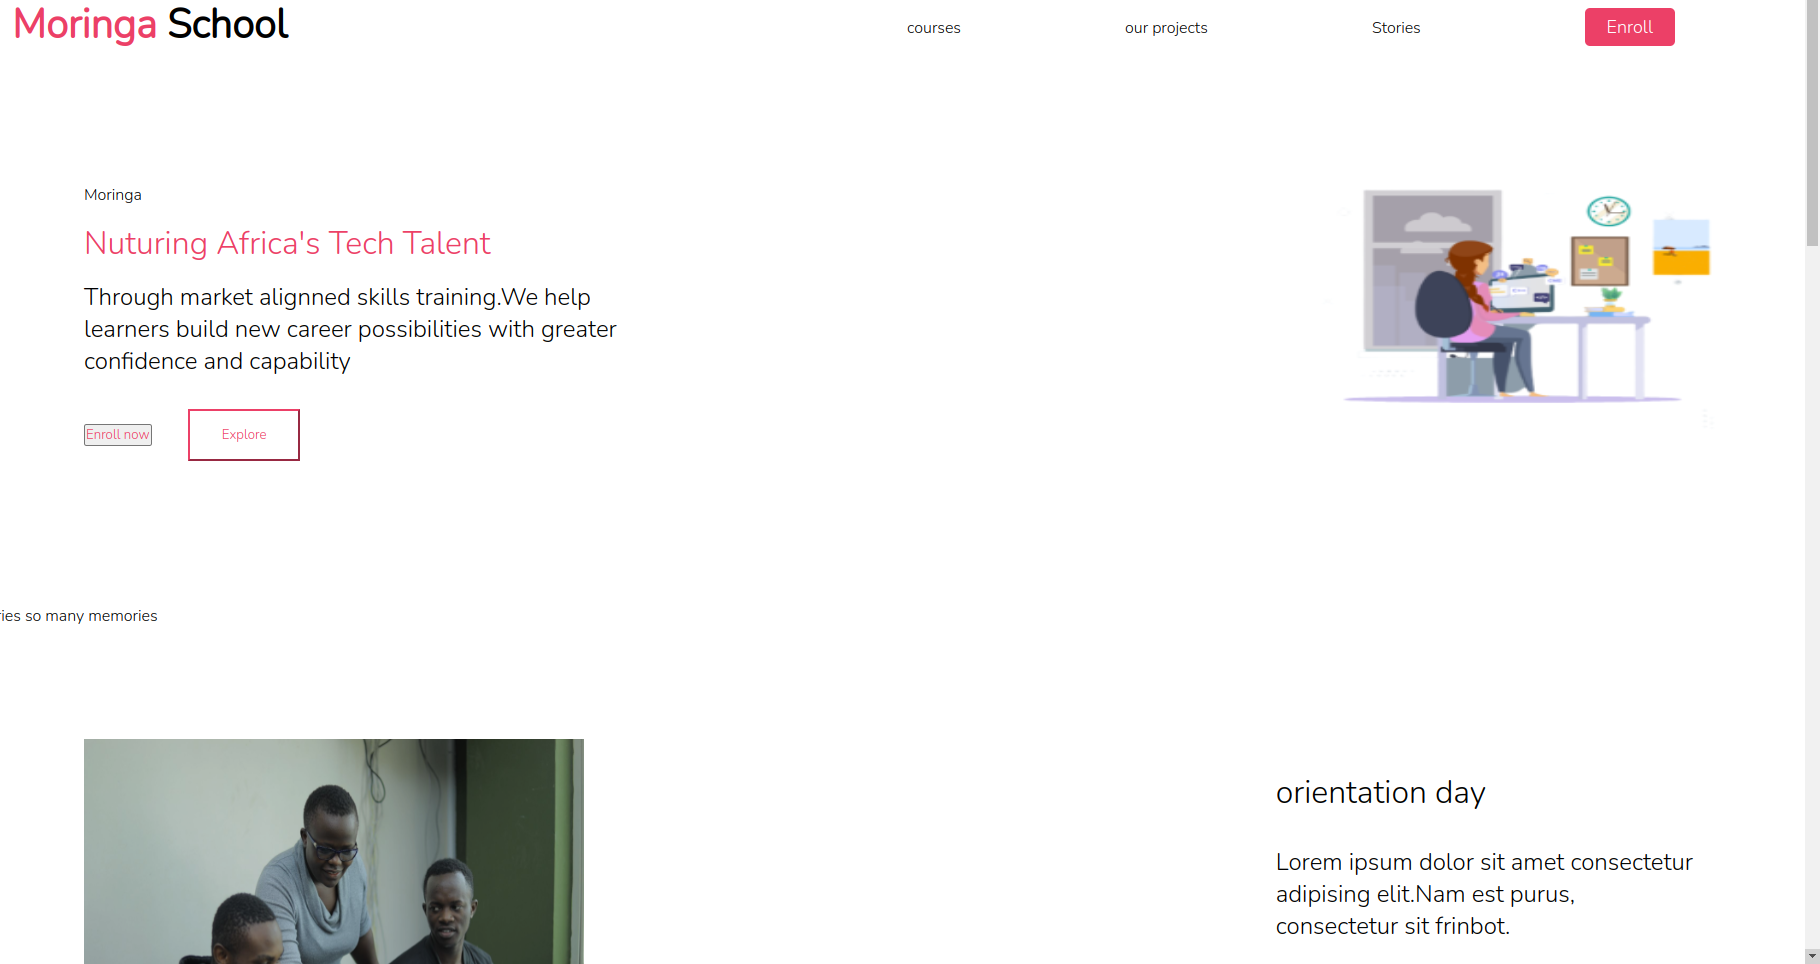 Moringa School
courses
our projects
Stories
Enroll
Moringa
Nuturing Africa's Tech Talent
Through market alignned skills training.We help
learners build new career possibilities with greater
confidence and capability
Enroll now
Explore
ries so many memories
orientation day
Lorem ipsum dolor sit amet consectetur
adipising elit.Nam est purus,
consectetur sit frinbot.